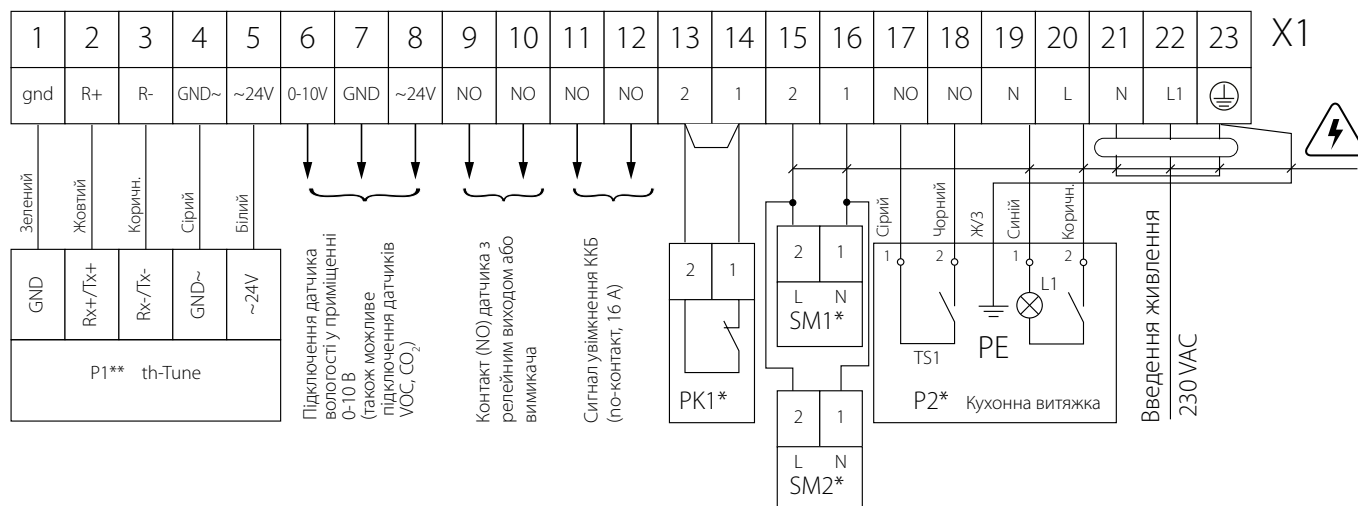 1 2 3 4 5 6 7 8 9 10 11 12 13 14 15 16 17 18 19 20 21 22 23 X1
gnd R+ R- GND~ ~24V 0-10V GND ~24V NO NO NO NO 2 1 2 1 NO NO N L N L1
Зелений
Жовтий
Коричн.
Сірий
Білий
GND
Rx+/Tx+
Rx-/Tx-
GND~
~24V
P1** th-Tune
Підключення датчика
вологості у приміщенні
0-10 В
(також можливе
підключення датчиків
VOC, CO2)
Контакт (NO) датчика з
релейним виходом або
вимикача
Сигнал увімкнення ККБ
(no-контакт, 16 А)
2 1
PK1*
2 1
L N
SM1*
2 1
L N
SM2*
Сірий
Чорний
Ж/З
Синій
Коричн.
1 2 1 2
L1
TS1
PE
P2* Кухонна витяжка
Введення живлення
230 VAC